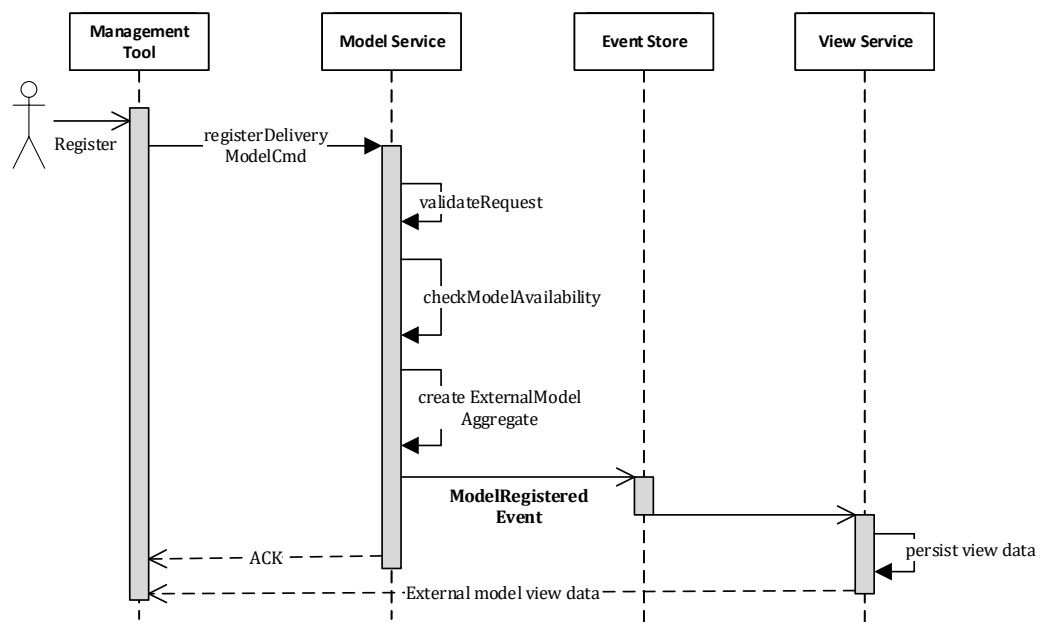 Management
Tool
Model Service
Event Store
View Service
Register
registerDelivery
ModelCmd
validateRequest
checkModelAvailability
create ExternalModel
Aggregate
ModelRegistered
Event
ACK
persist view data
External model view data